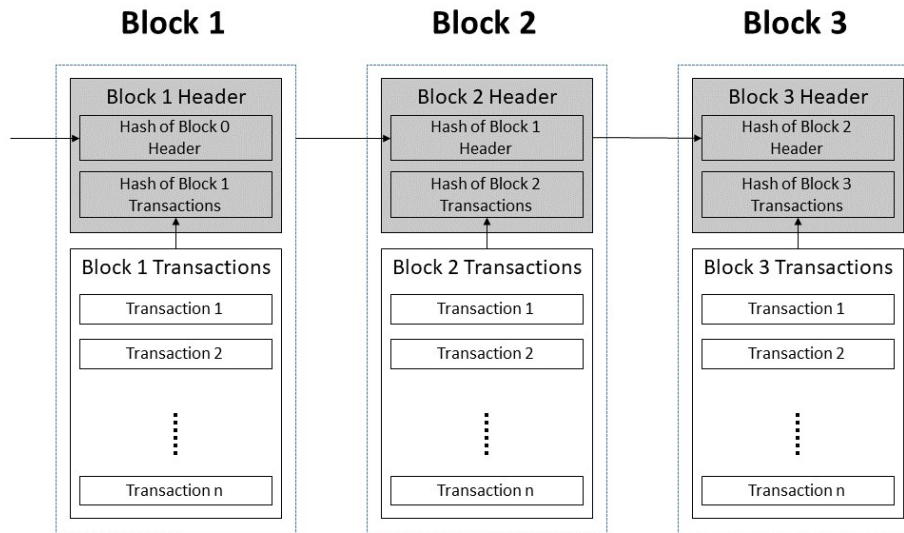 Block 1
Block 2
Block 3
Block 1 Header
Hash of Block 0
Header
Hash of Block 1
Transactions
Block 1 Transactions
Transaction 1
Transaction 2
Transaction n
Block 2 Header
Hash of Block 1
Header
Hash of Block 2
Transactions
Block 2 Transactions
Transaction 1
Transaction 2
Transaction n
Block 3 Header
Hash of Block 2
Header
Hash of Block 3
Transactions
Block 3 Transactions
Transaction 1
Transaction 2
Transaction n